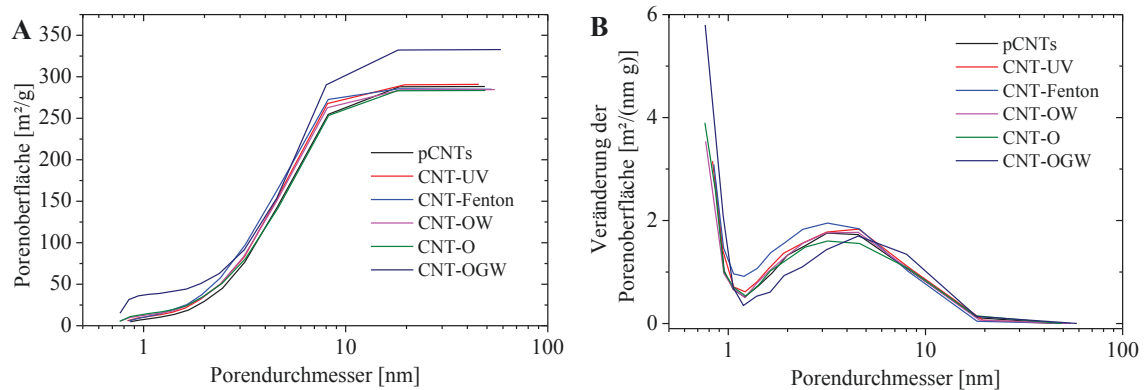 A
Porenoberfläche [m²/g]
350
300
250
200
150
100
50
0
pCNTs
CNT-UV
CNT-Fenton
CNT-OW
CNT-O
CNT-OGW
1
10
100
Porendurchmesser [nm]
B
Veränderung der
Porenoberfläche [m²/(nm g)]
6
4
2
0
pCNTs
CNT-UV
CNT-Fenton
CNT-OW
CNT-O
CNT-OGW
1
10
100
Porendurchmesser [nm]